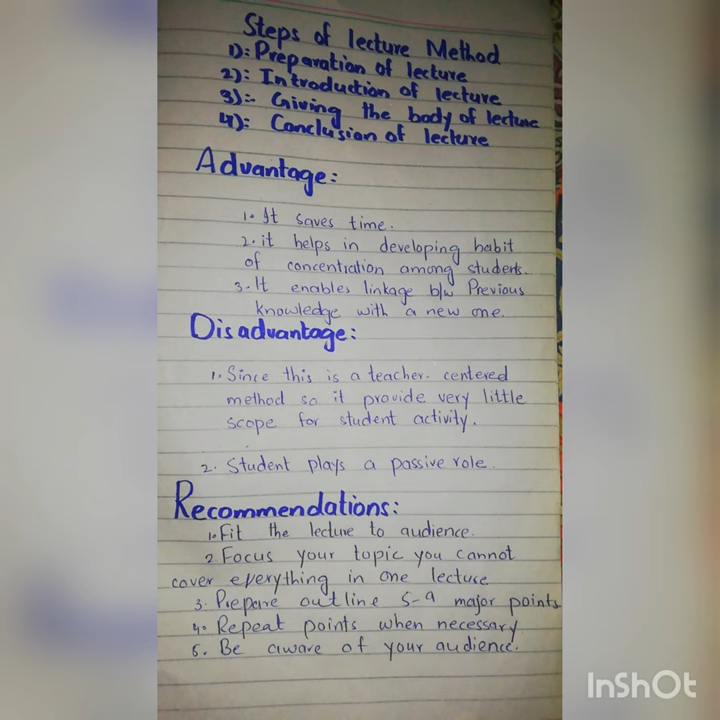 Steps of lecture Method
1):Preparation of lecture
2): Introduction of lecture
3):- Giving the body of lecture
4): Conclusion of lecture
Advantage:
1. It saves time.
2. it helps in developing habit
of concentration among students.
3. It enables linkage b/w Previous
knowledge with a new one.
Disadvantage:
1. Since this is a teacher. centered
method so it provide very little
scope for student activity.
2. Student plays a passive role.
Recommendations:
1. Fit the lecture to audience.
2. Focus your topic you cannot
cover everything in one lecture
3. Prepare outline 5-9 major points
4. Repeat points when necessary
5. Be aware of your audience.
InShOt